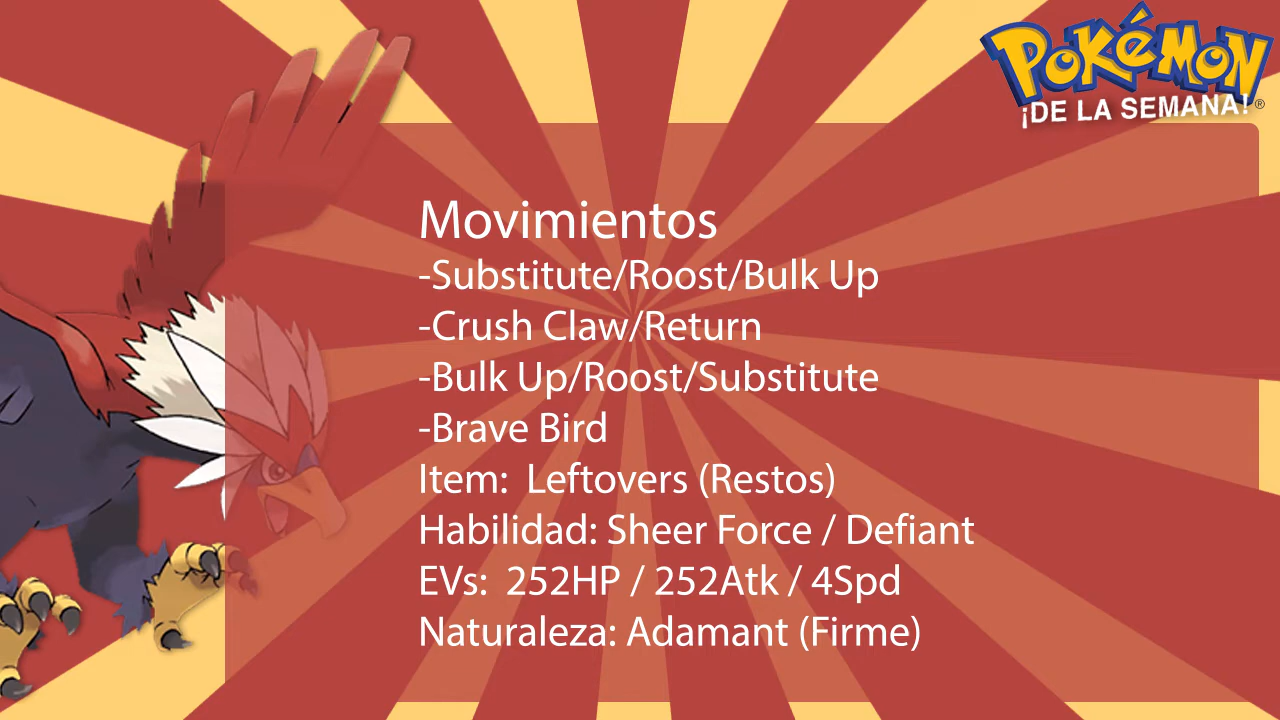 POKéMON
¡DE LA SEMANA!®
Movimientos
-Substitute/Roost/Bulk Up
-Crush Claw/Return
-Bulk Up/Roost/Substitute
-Brave Bird
Item:  Leftovers (Restos)
Habilidad: Sheer Force / Defiant
EVs:  252HP / 252Atk / 4Spd
Naturaleza: Adamant (Firme)